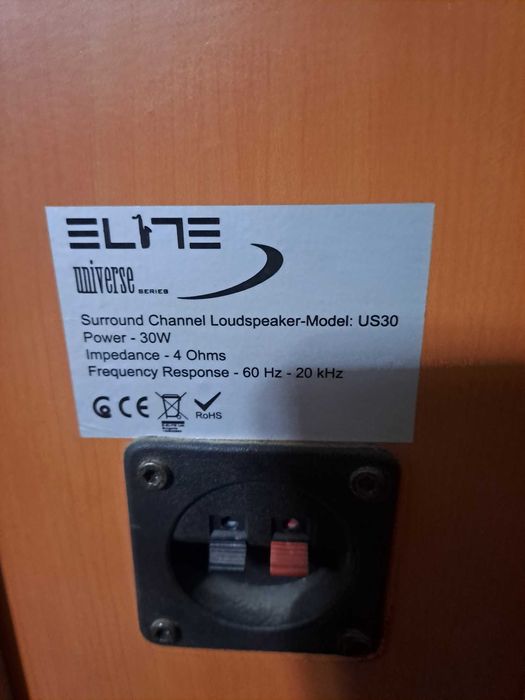 ELITE
universe SERIES
Surround Channel Loudspeaker-Model: US30
Power - 30W
Impedance - 4 Ohms
Frequency Response - 60 Hz - 20 kHz
CE
RoHS